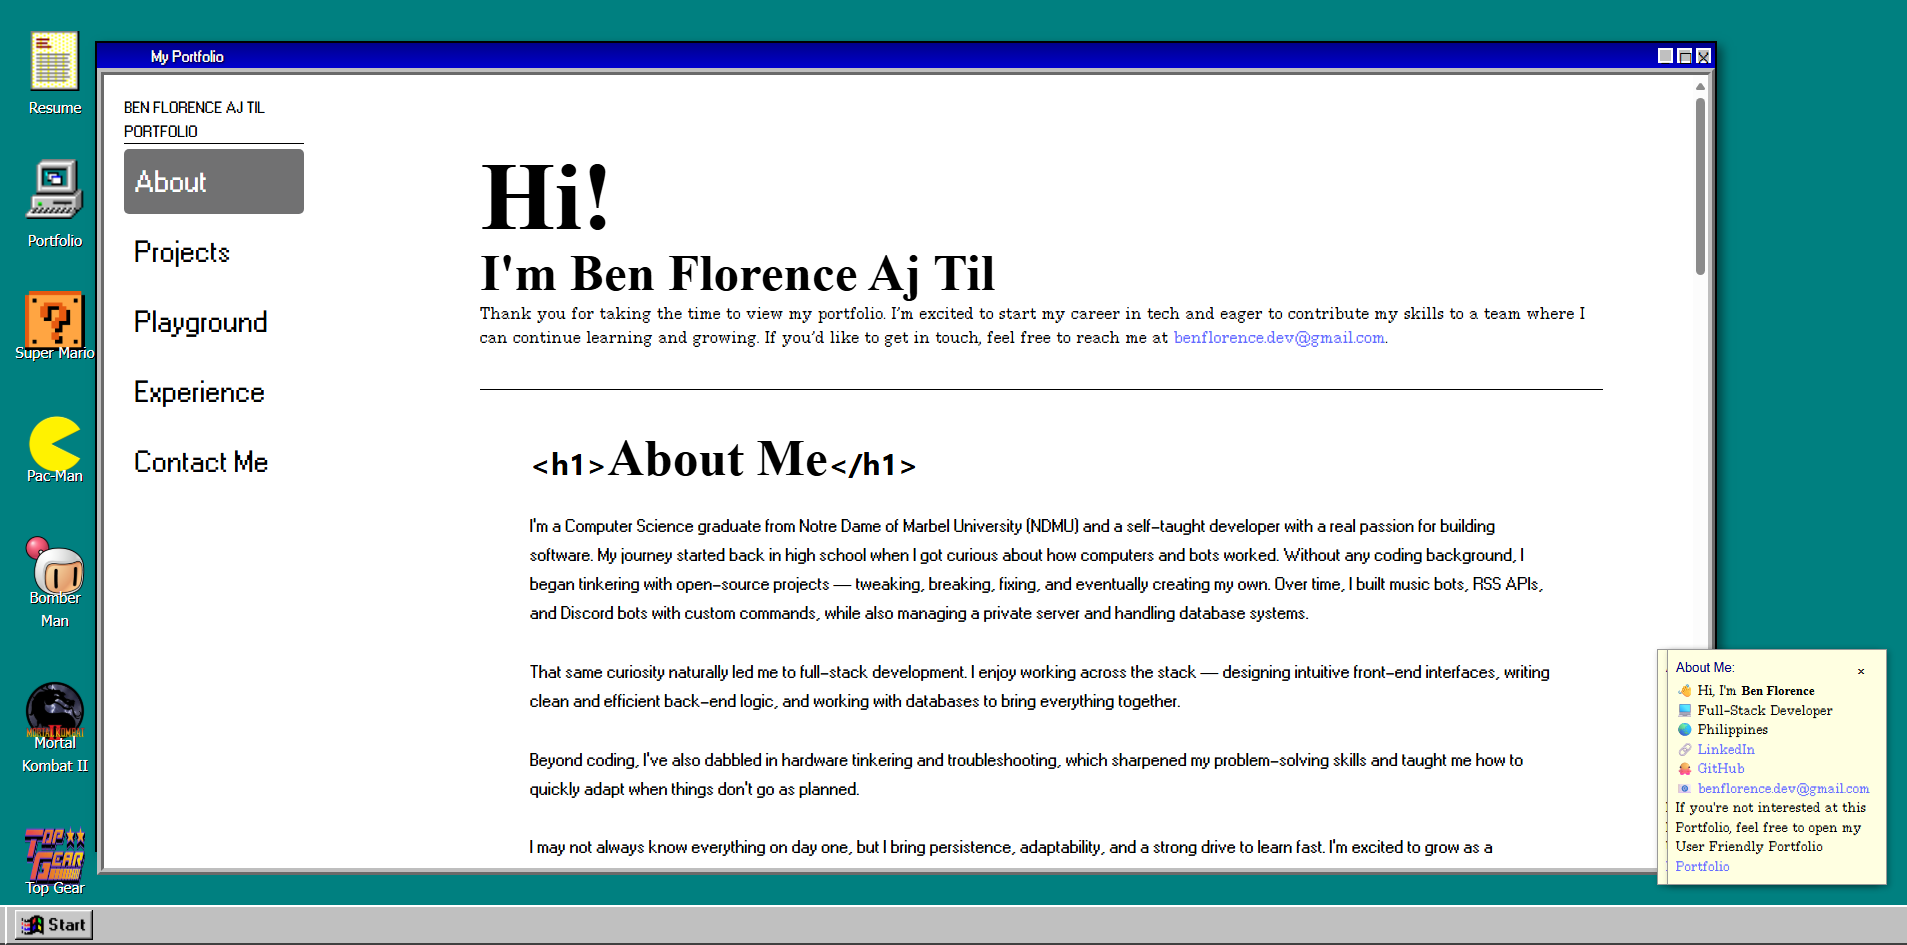 Resume
Portfolio
Super Mario
Pac-Man
Bomber
Man
MORTAL KOMBAT
II
Mortal
Kombat II
TOP
GEAR
Top Gear
My Portfolio
BEN FLORENCE AJ TIL
PORTFOLIO
About
Projects
Playground
Experience
Contact Me
Hi!
I'm Ben Florence Aj Til
Thank you for taking the time to view my portfolio. I’m excited to start my career in tech and eager to contribute my skills to a team where I
can continue learning and growing. If you’d like to get in touch, feel free to reach me at benflorence.dev@gmail.com.
<h1>About Me</h1>
I'm a Computer Science graduate from Notre Dame of Marbel University (NDMU) and a self-taught developer with a real passion for building
software. My journey started back in high school when I got curious about how computers and bots worked. Without any coding background, I
began tinkering with open-source projects — tweaking, breaking, fixing, and eventually creating my own. Over time, I built music bots, RSS APIs,
and Discord bots with custom commands, while also managing a private server and handling database systems.
That same curiosity naturally led me to full-stack development. I enjoy working across the stack — designing intuitive front-end interfaces, writing
clean and efficient back-end logic, and working with databases to bring everything together.
Beyond coding, I've also dabbled in hardware tinkering and troubleshooting, which sharpened my problem-solving skills and taught me how to
quickly adapt when things don't go as planned.
I may not always know everything on day one, but I bring persistence, adaptability, and a strong drive to learn fast. I'm excited to grow as a
About Me:
Hi, I'm Ben Florence
Full-Stack Developer
Philippines
LinkedIn
GitHub
benflorence.dev@gmail.com
If you're not interested at this
Portfolio, feel free to open my
User Friendly Portfolio
Portfolio
Start